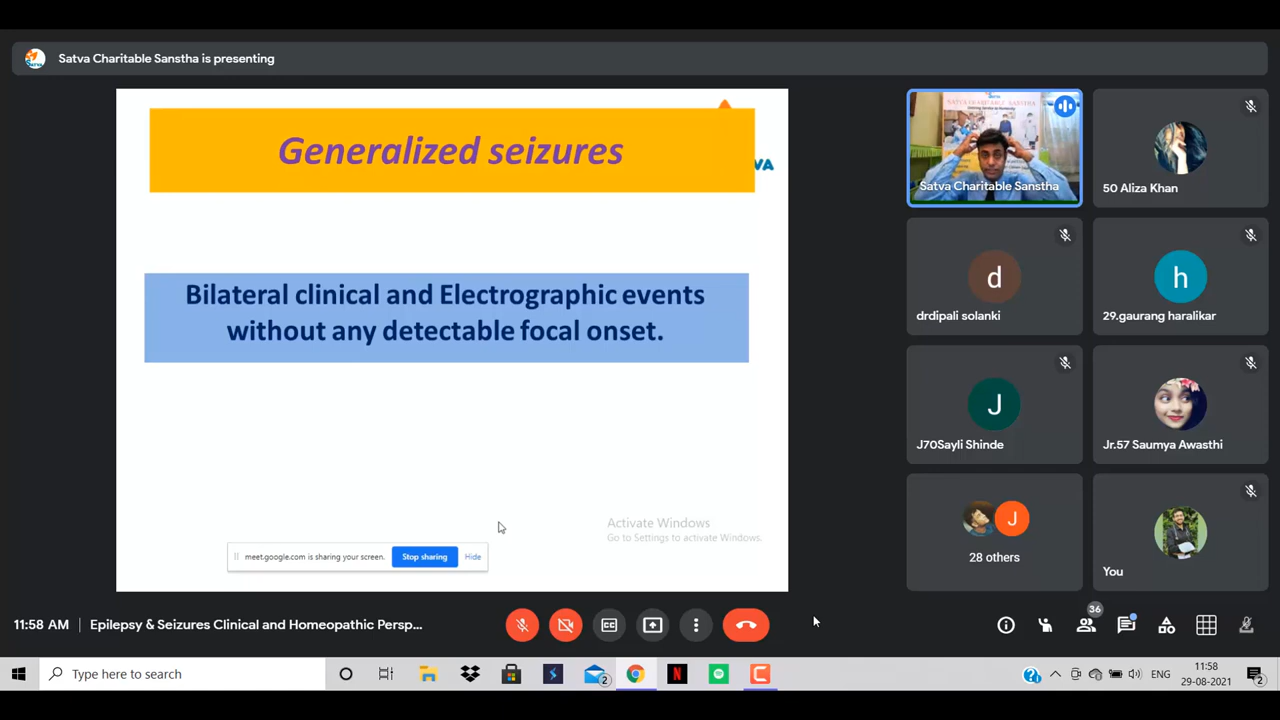 Satva Charitable Sanstha is presenting
Generalized seizures
VA
Bilateral clinical and Electrographic events
without any detectable focal onset.
Activate Windows
Go to Settings to activate Windows.
meet.google.com is sharing your screen.
Stop sharing
Hide
SATVA CHARITABLE SANSTHA
Satva Charitable Sanstha
50 Aliza Khan
d
drdipali solanki
h
29.gaurang haralikar
J
J70Sayli Shinde
Jr.57 Saumya Awasthi
J
28 others
You
11:58 AM
Epilepsy & Seizures Clinical and Homeopathic Persp...
36
Type here to search
2
N
ENG
11:58
29-08-2021
2